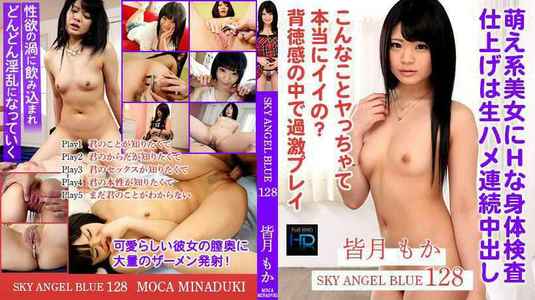 性欲の渦に飲み込まれ
どんどん淫乱になっていく
Play1 君のことが知りたくて
Play2 君のからだが知りたくて
Play3 君のセックスが知りたくて
Play4 君の本性が知りたくて
Play5 まだ君のことがわからない
可愛らしい彼女の膣奥に
大量のザーメン発射！
SKY ANGEL BLUE 128 MOCA MINADUKI
SKY ANGEL BLUE
128
皆月もか
萌え系美女にHな身体検査
仕上げは生ハメ連続中出し
こんなことヤっちゃて
本当にイイの？
背徳感の中で過激プレイ
HD
皆月 もか
SKY ANGEL BLUE 128